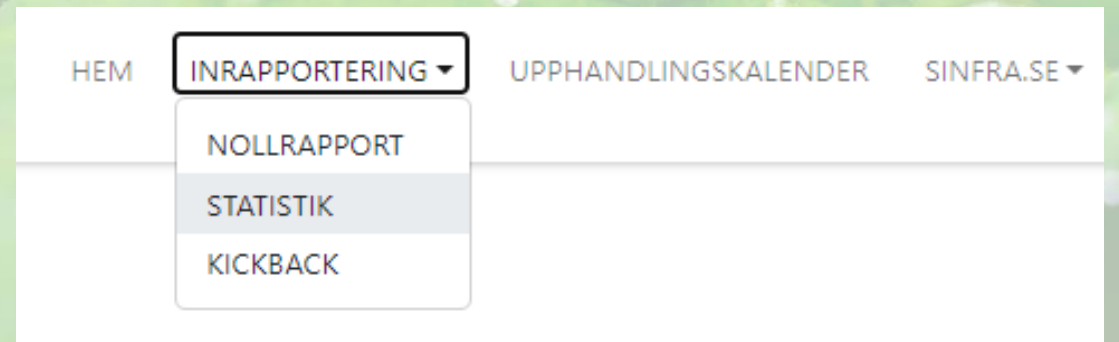 HEM INRAPPORTERING UPPHANDLINGSKALENDER SINFRA.SE
NOLLRAPPORT
STATISTIK
KICKBACK